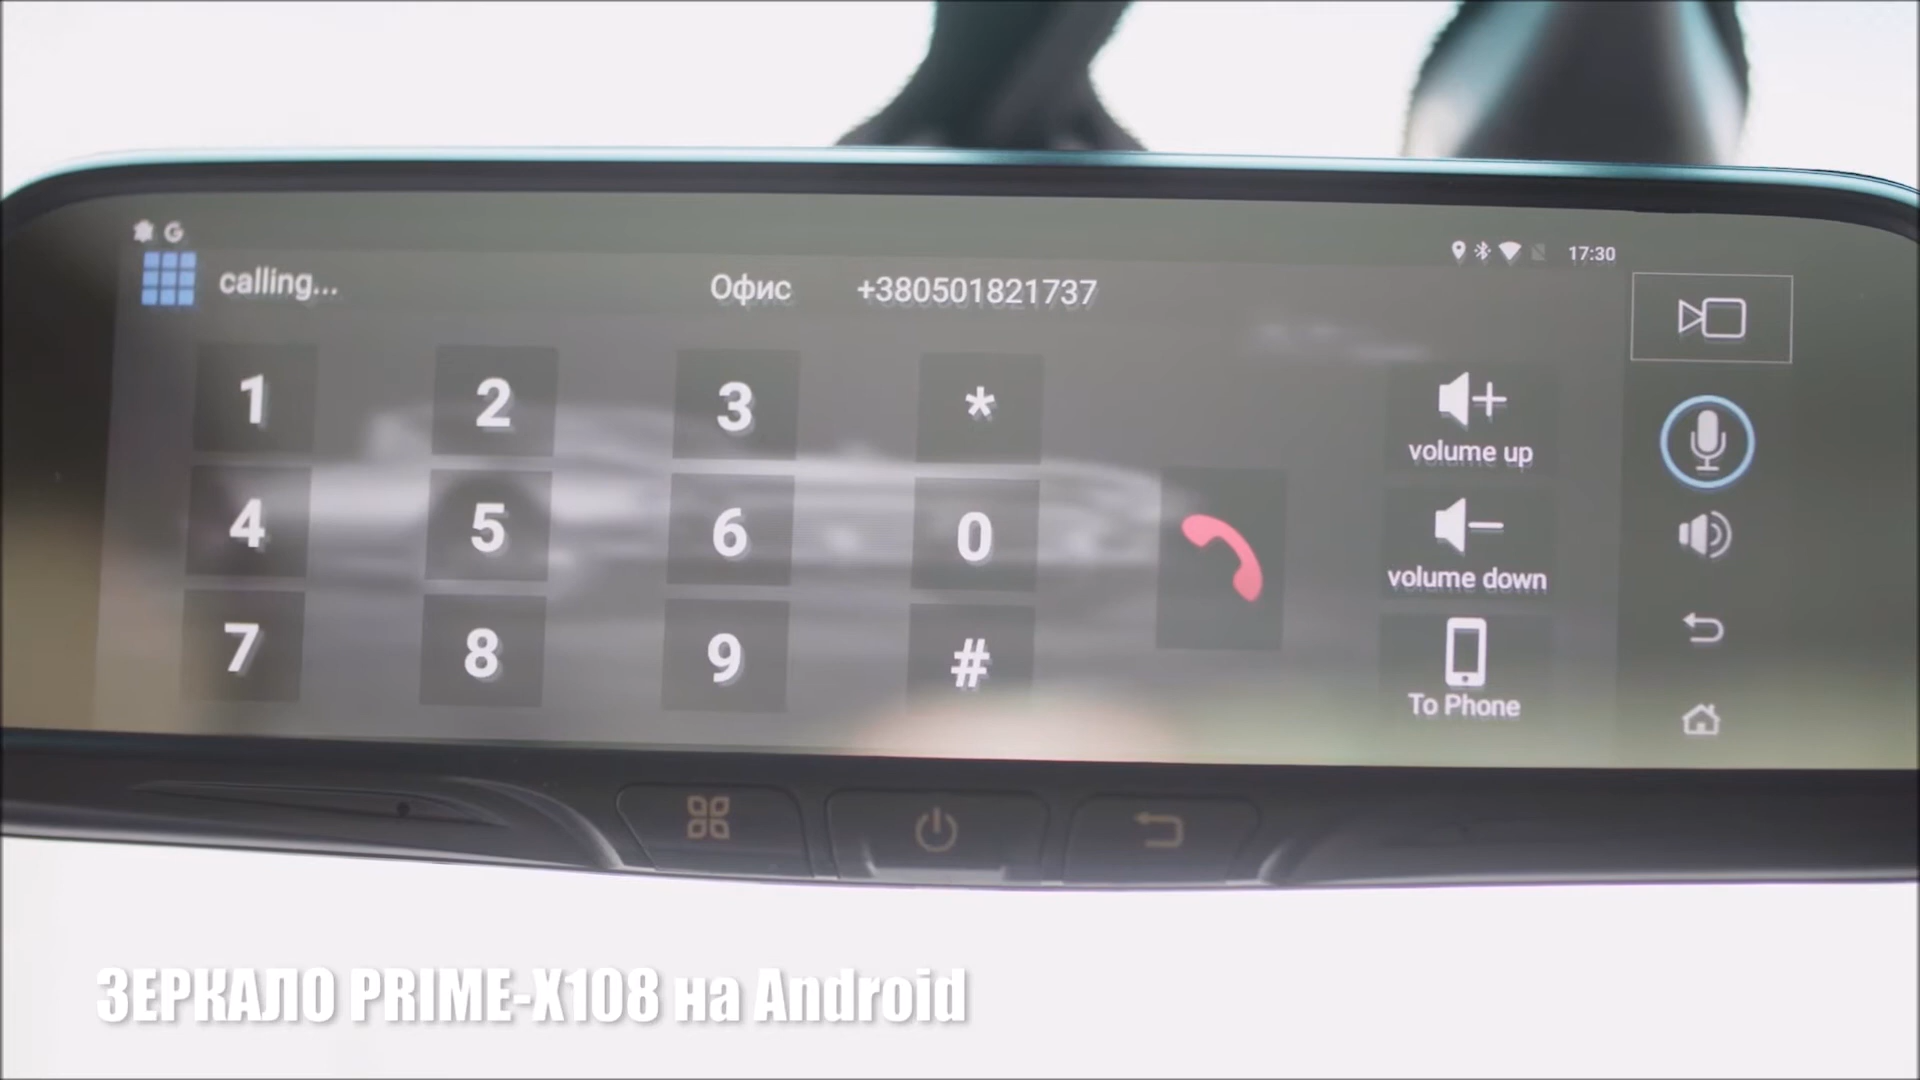 G
17:30
calling...
Офис +380501821737
1 2 3 *
4 5 6 0
7 8 9 #
volume up
volume down
To Phone
ЗЕРКАЛО PRIME-X108 на Android